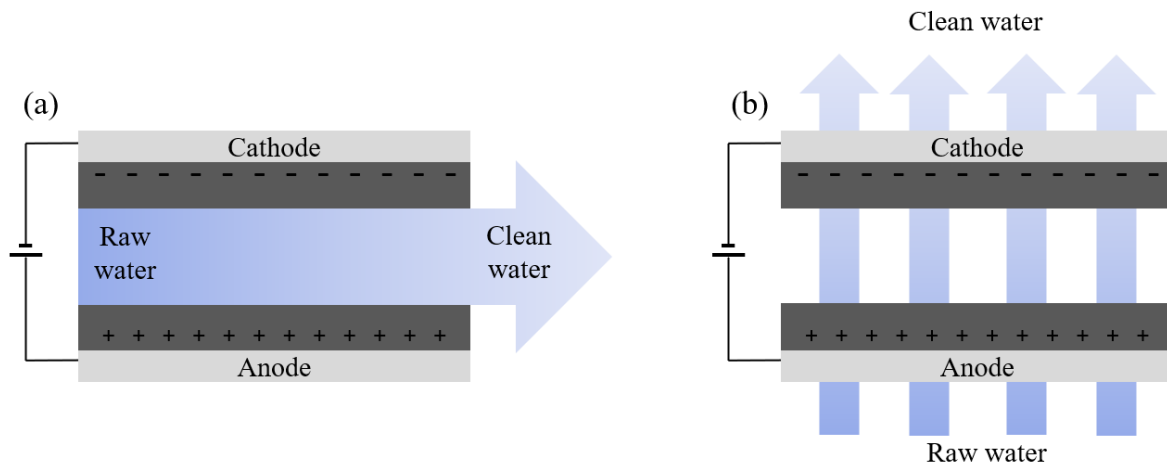 (a)
Cathode
- - - - - - - - - - - -
Raw
water
Clean
water
+ + + + + + + + + + + +
Anode
(b)
Clean water
Cathode
- - - - - - - - - - - -
+ + + + + + + + + + + +
Anode
Raw water